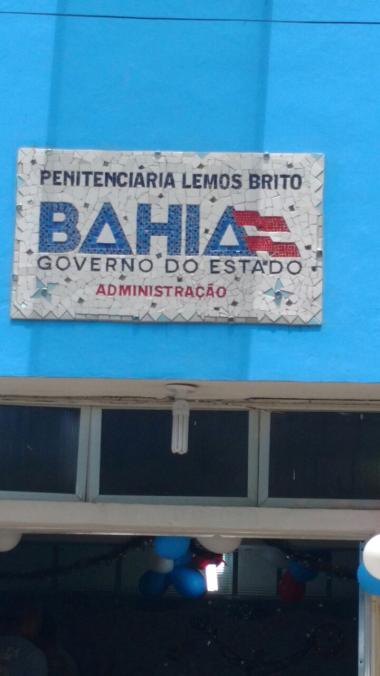 PENITENCIARIA LEMOS BRITO
BAHIA
GOVERNO DO ESTADO
ADMINISTRAÇÃO